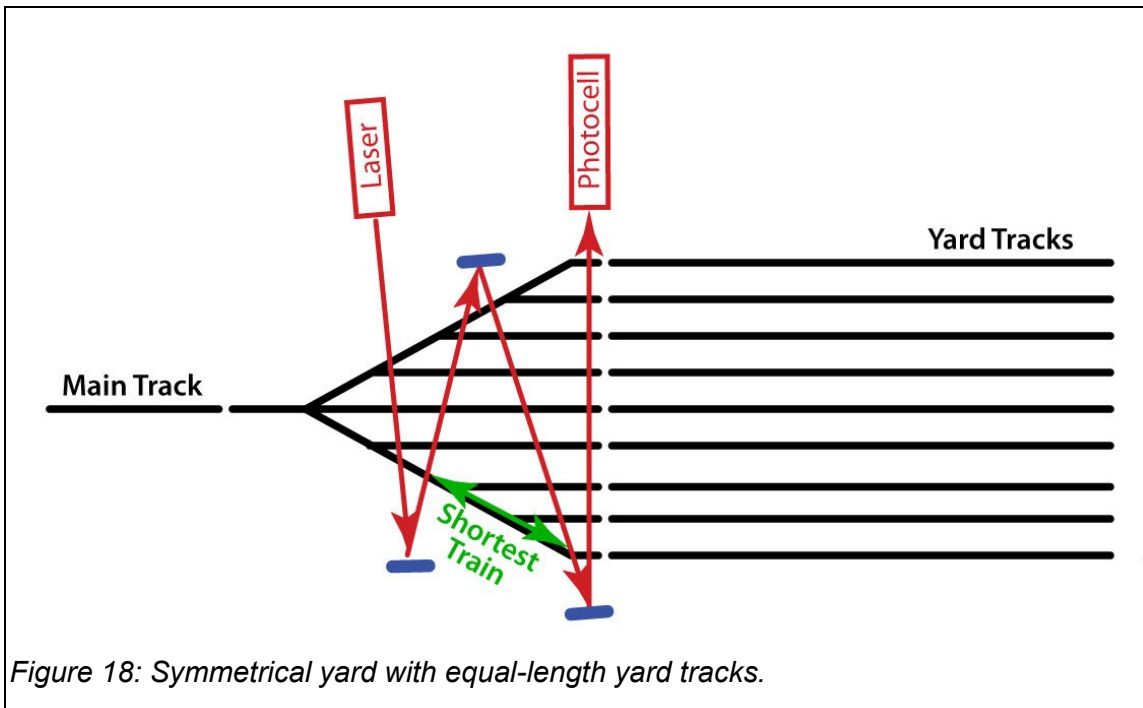 Laser
Photocell
Yard Tracks
Main Track
Shortest
Train
Figure 18: Symmetrical yard with equal-length yard tracks.